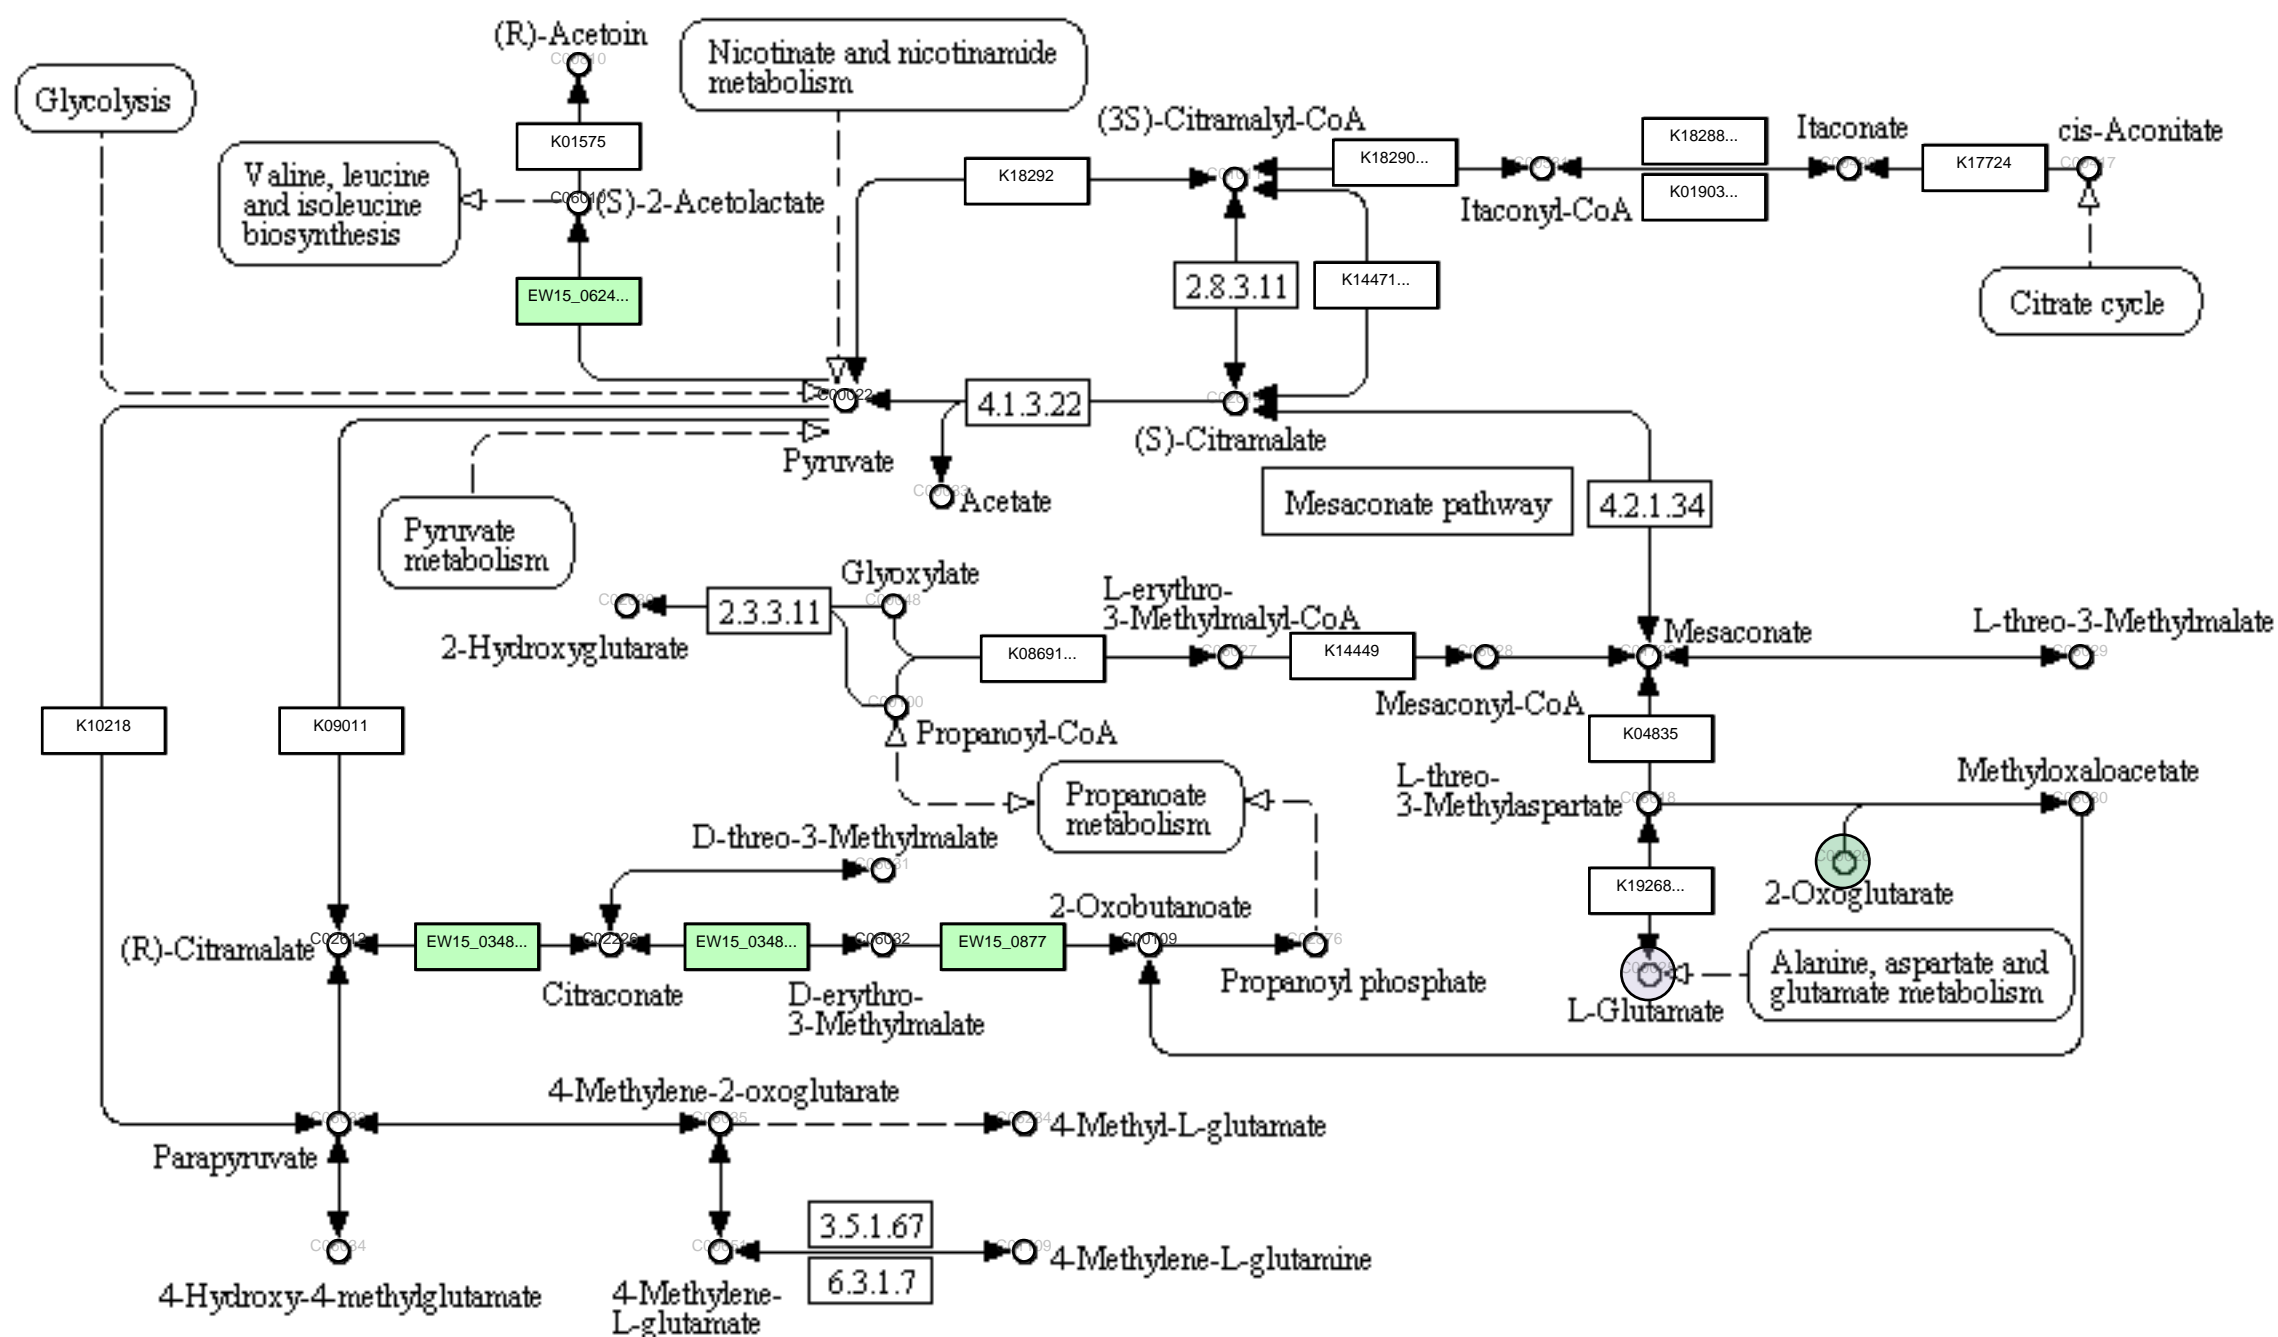 (R)-Acetoin
Nicotinate and nicotinamide
metabolism
Glycolysis
K01575
Valine, leucine
and isoleucine
biosynthesis
C06010
(S)-2-Acetolactate
EW15_0624...
(3S)-Citramalyl-CoA
K18292
K18290...
Itaconyl-CoA
K18288...
K01903...
Itaconate
K17724
cis-Aconitate
Citrate cycle
2.8.3.11
K14471...
C00022
Pyruvate
4.1.3.22
(S)-Citramalate
Acetate
Pyruvate
metabolism
Mesaconate pathway
4.2.1.34
Glyoxylate
2.3.3.11
2-Hydroxyglutarate
L-erythro-
3-Methylmalyl-CoA
K08691...
K14449
Mesaconyl-CoA
Mesaconate
L-threo-3-Methylmalate
Propanoyl-CoA
K10218
K09011
K04835
Propanoate
metabolism
L-threo-
3-Methylaspartate
Methyloxaloacetate
D-threo-3-Methylmalate
K19268...
2-Oxoglutarate
2-Oxobutanoate
(R)-Citramalate
C02612
EW15_0348...
C02226
EW15_0348...
C06032
EW15_0877
C00109
Citraconate
D-erythro-
3-Methylmalate
Propanoyl phosphate
L-Glutamate
Alanine, aspartate and
glutamate metabolism
4-Methylene-2-oxoglutarate
Parapyruvate
4-Methyl-L-glutamate
3.5.1.67
6.3.1.7
4-Methylene-L-glutamine
4-Hydroxy-4-methylglutamate
4-Methylene-
L-glutamate